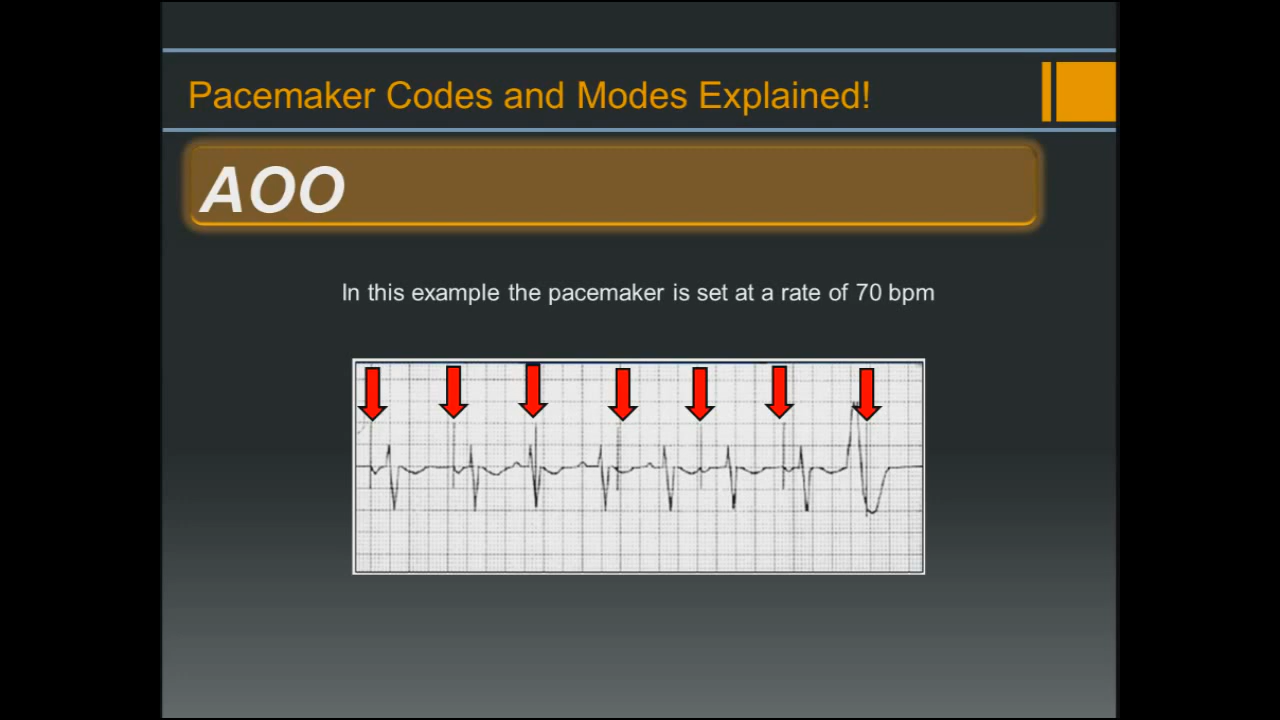 Pacemaker Codes and Modes Explained!
AOO
In this example the pacemaker is set at a rate of 70 bpm